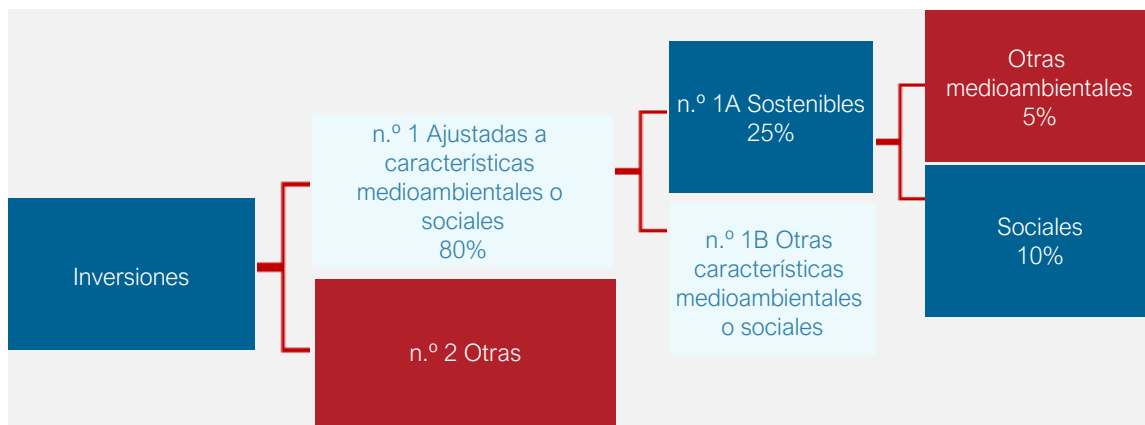 Inversiones
n.º 1 Ajustadas a
características
medioambientales o
sociales
80%
n.º 2 Otras
n.º 1A Sostenibles
25%
n.º 1B Otras
características
medioambientales
o sociales
Otras
medioambientales
5%
Sociales
10%